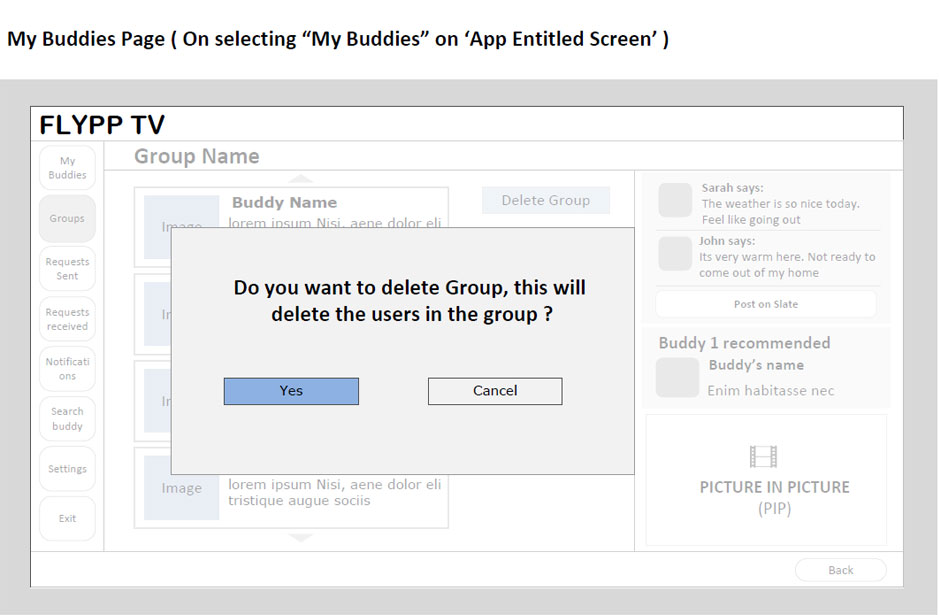 My Buddies Page ( On selecting “My Buddies” on ‘App Entitled Screen’ )
FLYPP TV
My
Buddies
Groups
Requests
Sent
Requests
received
Notificati
ons
Search
buddy
Settings
Exit
Group Name
Buddy Name
lorem ipsum Nisi, aene dolor eli
Image
Delete Group
Do you want to delete Group, this will
delete the users in the group ?
Yes
Cancel
Image
lorem ipsum Nisi, aene dolor eli
tristique augue sociis
Sarah says:
The weather is so nice today.
Feel like going out
John says:
Its very warm here. Not ready to
come out of my home
Post on Slate
Buddy 1 recommended
Buddy’s name
Enim habitasse nec
PICTURE IN PICTURE
(PIP)
Back